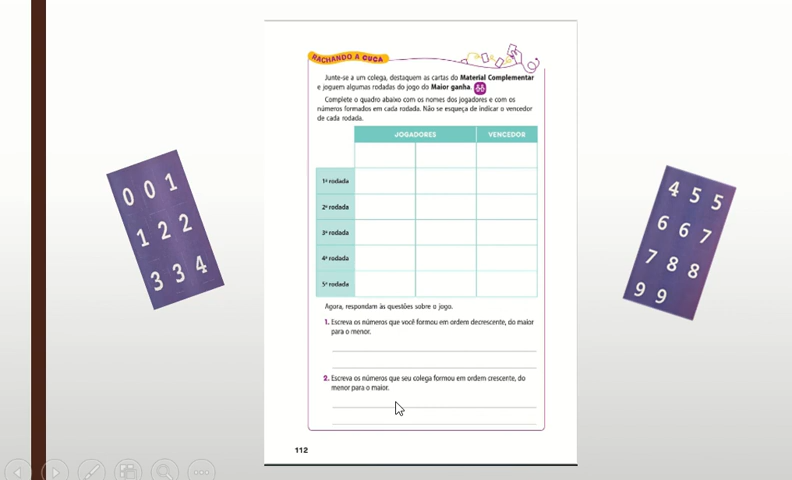 RACHANDO A CUCA
Junte-se a um colega, destaquem as cartas do Material Complementar
e joguem algumas rodadas do jogo do Maior ganha.
Complete o quadro abaixo com os nomes dos jogadores e com os
números formados em cada rodada. Não se esqueça de indicar o vencedor
de cada rodada.
JOGADORES VENCEDOR
1ª rodada
2ª rodada
3ª rodada
4ª rodada
5ª rodada
Agora, respondam às questões sobre o jogo.
1. Escreva os números que você formou em ordem decrescente, do maior
para o menor.
2. Escreva os números que seu colega formou em ordem crescente, do
menor para o maior.
112
0 0 1
1 2 2
3 3 4
4 5 5
6 6 7
7 8 8
9 9